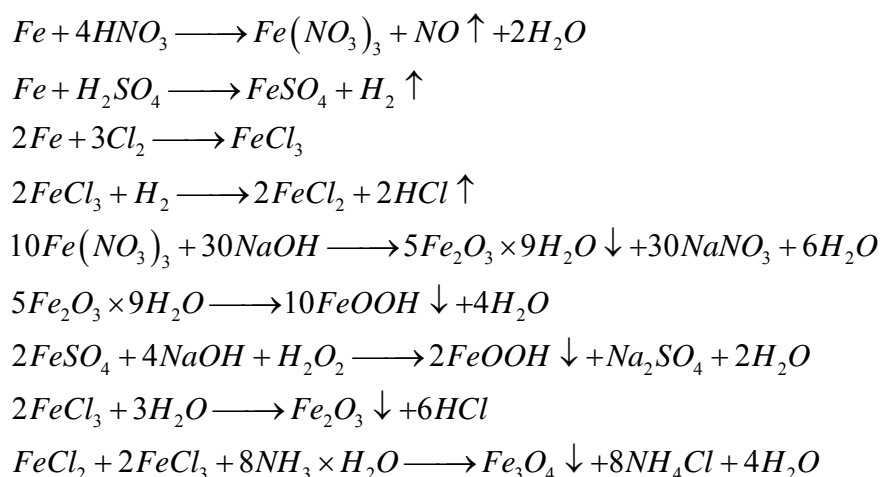 Fe + 4HNO₃ ⟶ Fe(NO₃)₃ + NO ↑ +2H₂O
Fe + H₂SO₄ ⟶ FeSO₄ + H₂ ↑
2Fe + 3Cl₂ ⟶ FeCl₃
2FeCl₃ + H₂ ⟶ 2FeCl₂ + 2HCl ↑
10Fe(NO₃)₃ + 30NaOH ⟶ 5Fe₂O₃ × 9H₂O ↓ +30NaNO₃ + 6H₂O
5Fe₂O₃ × 9H₂O ⟶ 10FeOOH ↓ +4H₂O
2FeSO₄ + 4NaOH + H₂O₂ ⟶ 2FeOOH ↓ +Na₂SO₄ + 2H₂O
2FeCl₃ + 3H₂O ⟶ Fe₂O₃ ↓ +6HCl
FeCl₂ + 2FeCl₃ + 8NH₃ × H₂O ⟶ Fe₃O₄ ↓ +8NH₄Cl + 4H₂O